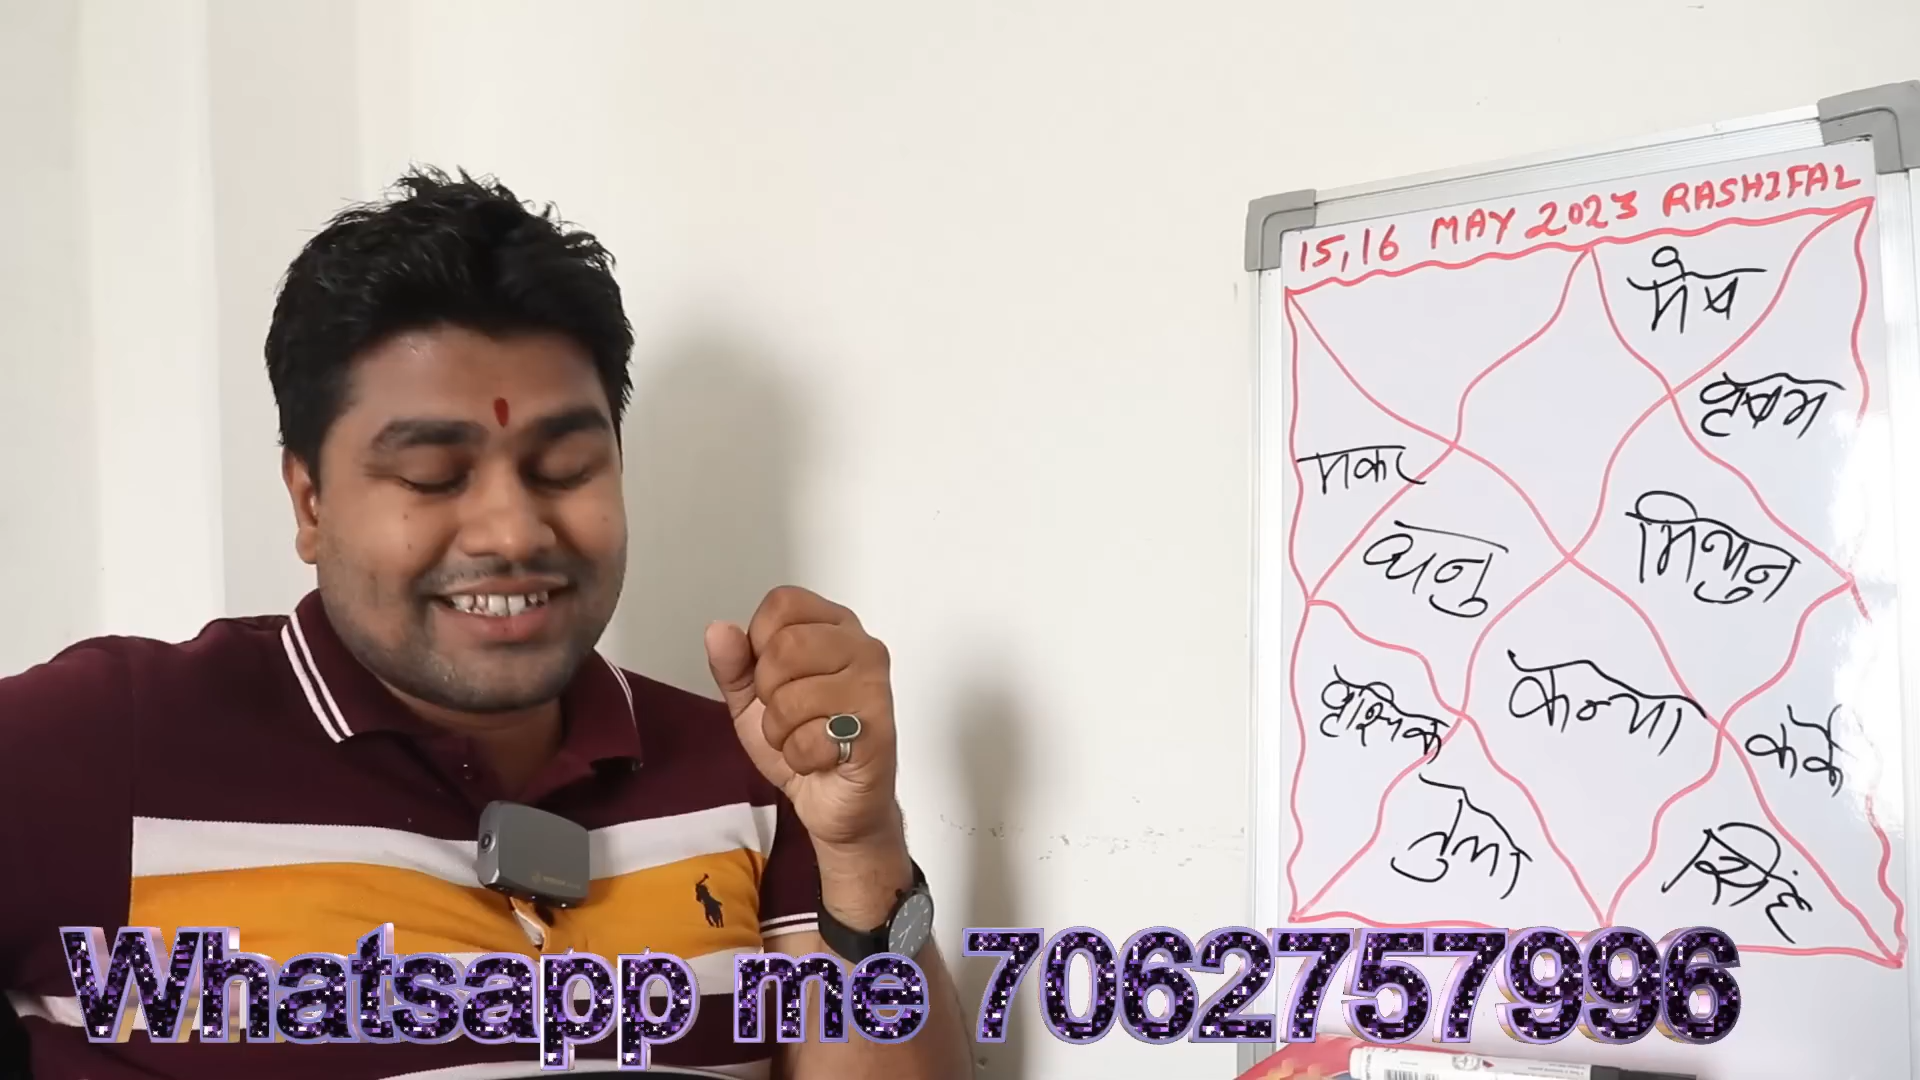 15,16 MAY 2023 RASHIFAL
मेष
वृषभ
मकर
धनु
मिथुन
वृश्चिक
कन्या
कर्क
तुला
सिंह
Whatsapp me 7062757996